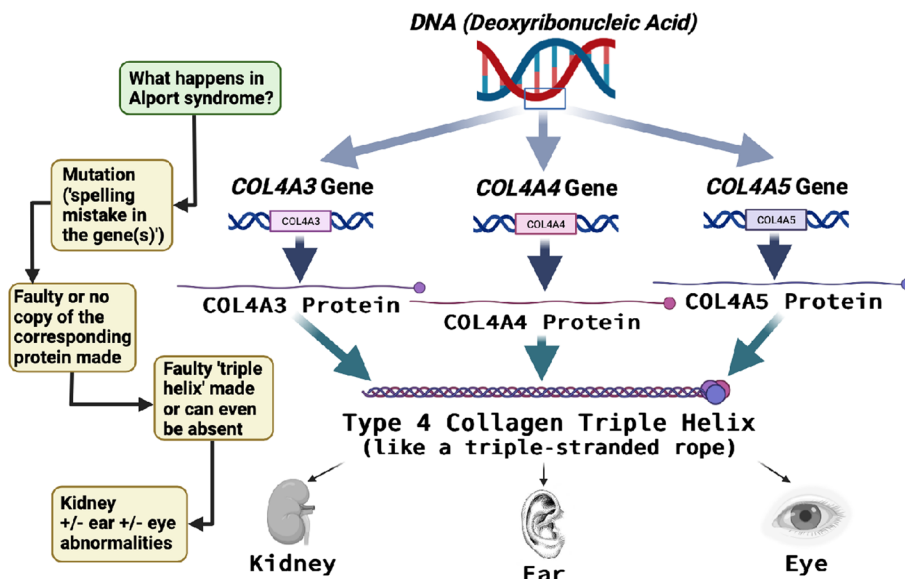 DNA (Deoxyribonucleic Acid)
What happens in
Alport syndrome?
Mutation
('spelling
mistake in
the gene(s)')
Faulty or no
copy of the
corresponding
protein made
Faulty 'triple
helix' made
or can even
be absent
Kidney
+/- ear +/- eye
abnormalities
COL4A3 Gene
COL4A4 Gene
COL4A5 Gene
COL4A3
COL4A4
COL4A5
COL4A3 Protein
COL4A4 Protein
COL4A5 Protein
Type 4 Collagen Triple Helix
(like a triple-stranded rope)
Kidney
Ear
Eye